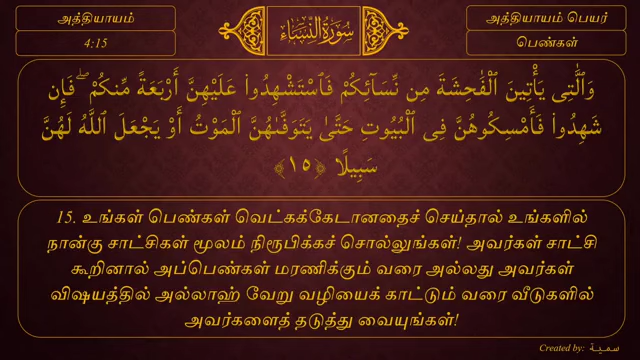 அத்தியாயம்
4:15
سُورَةُ النِّسَاءِ
அத்தியாயம் பெயர்
பெண்கள்
وَٱلَّٰتِى يَأْتِينَ ٱلْفَٰحِشَةَ مِن نِّسَآئِكُمْ فَٱسْتَشْهِدُوا۟ عَلَيْهِنَّ أَرْبَعَةً مِّنكُمْ ۖ فَإِن
شَهِدُوا۟ فَأَمْسِكُوهُنَّ فِى ٱلْبُيُوتِ حَتَّىٰ يَتَوَفَّىٰهُنَّ ٱلْمَوْتُ أَوْ يَجْعَلَ ٱللَّهُ لَهُنَّ
سَبِيلًا ﴿١٥﴾
15. உங்கள் பெண்கள் வெட்கக்கேடானதைச் செய்தால் உங்களில்
நான்கு சாட்சிகள் மூலம் நிரூபிக்கச் சொல்லுங்கள்! அவர்கள் சாட்சி
கூறினால் அப்பெண்கள் மரணிக்கும் வரை அல்லது அவர்கள்
விஷயத்தில் அல்லாஹ் வேறு வழியைக் காட்டும் வரை வீடுகளில்
அவர்களைத் தடுத்து வையுங்கள்!
Created by: سمية